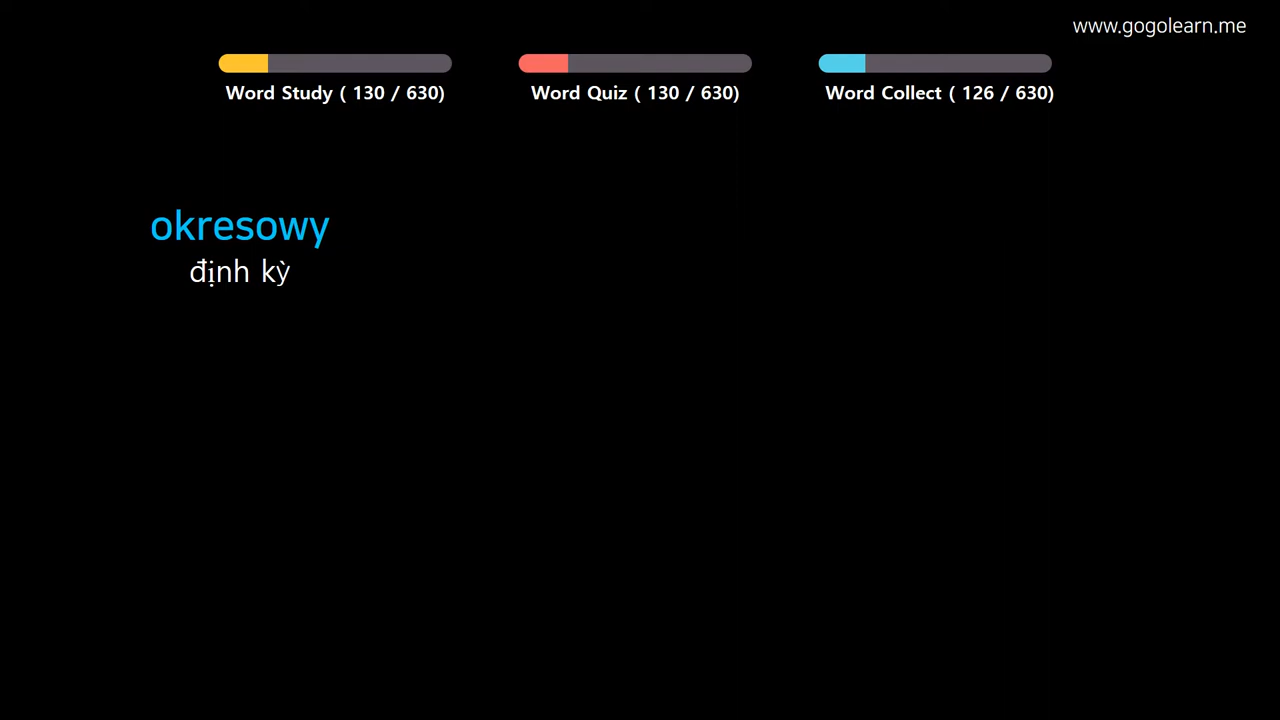 www.gogolearn.me
Word Study ( 130 / 630)
Word Quiz ( 130 / 630)
Word Collect ( 126 / 630)
okresowy
định kỳ